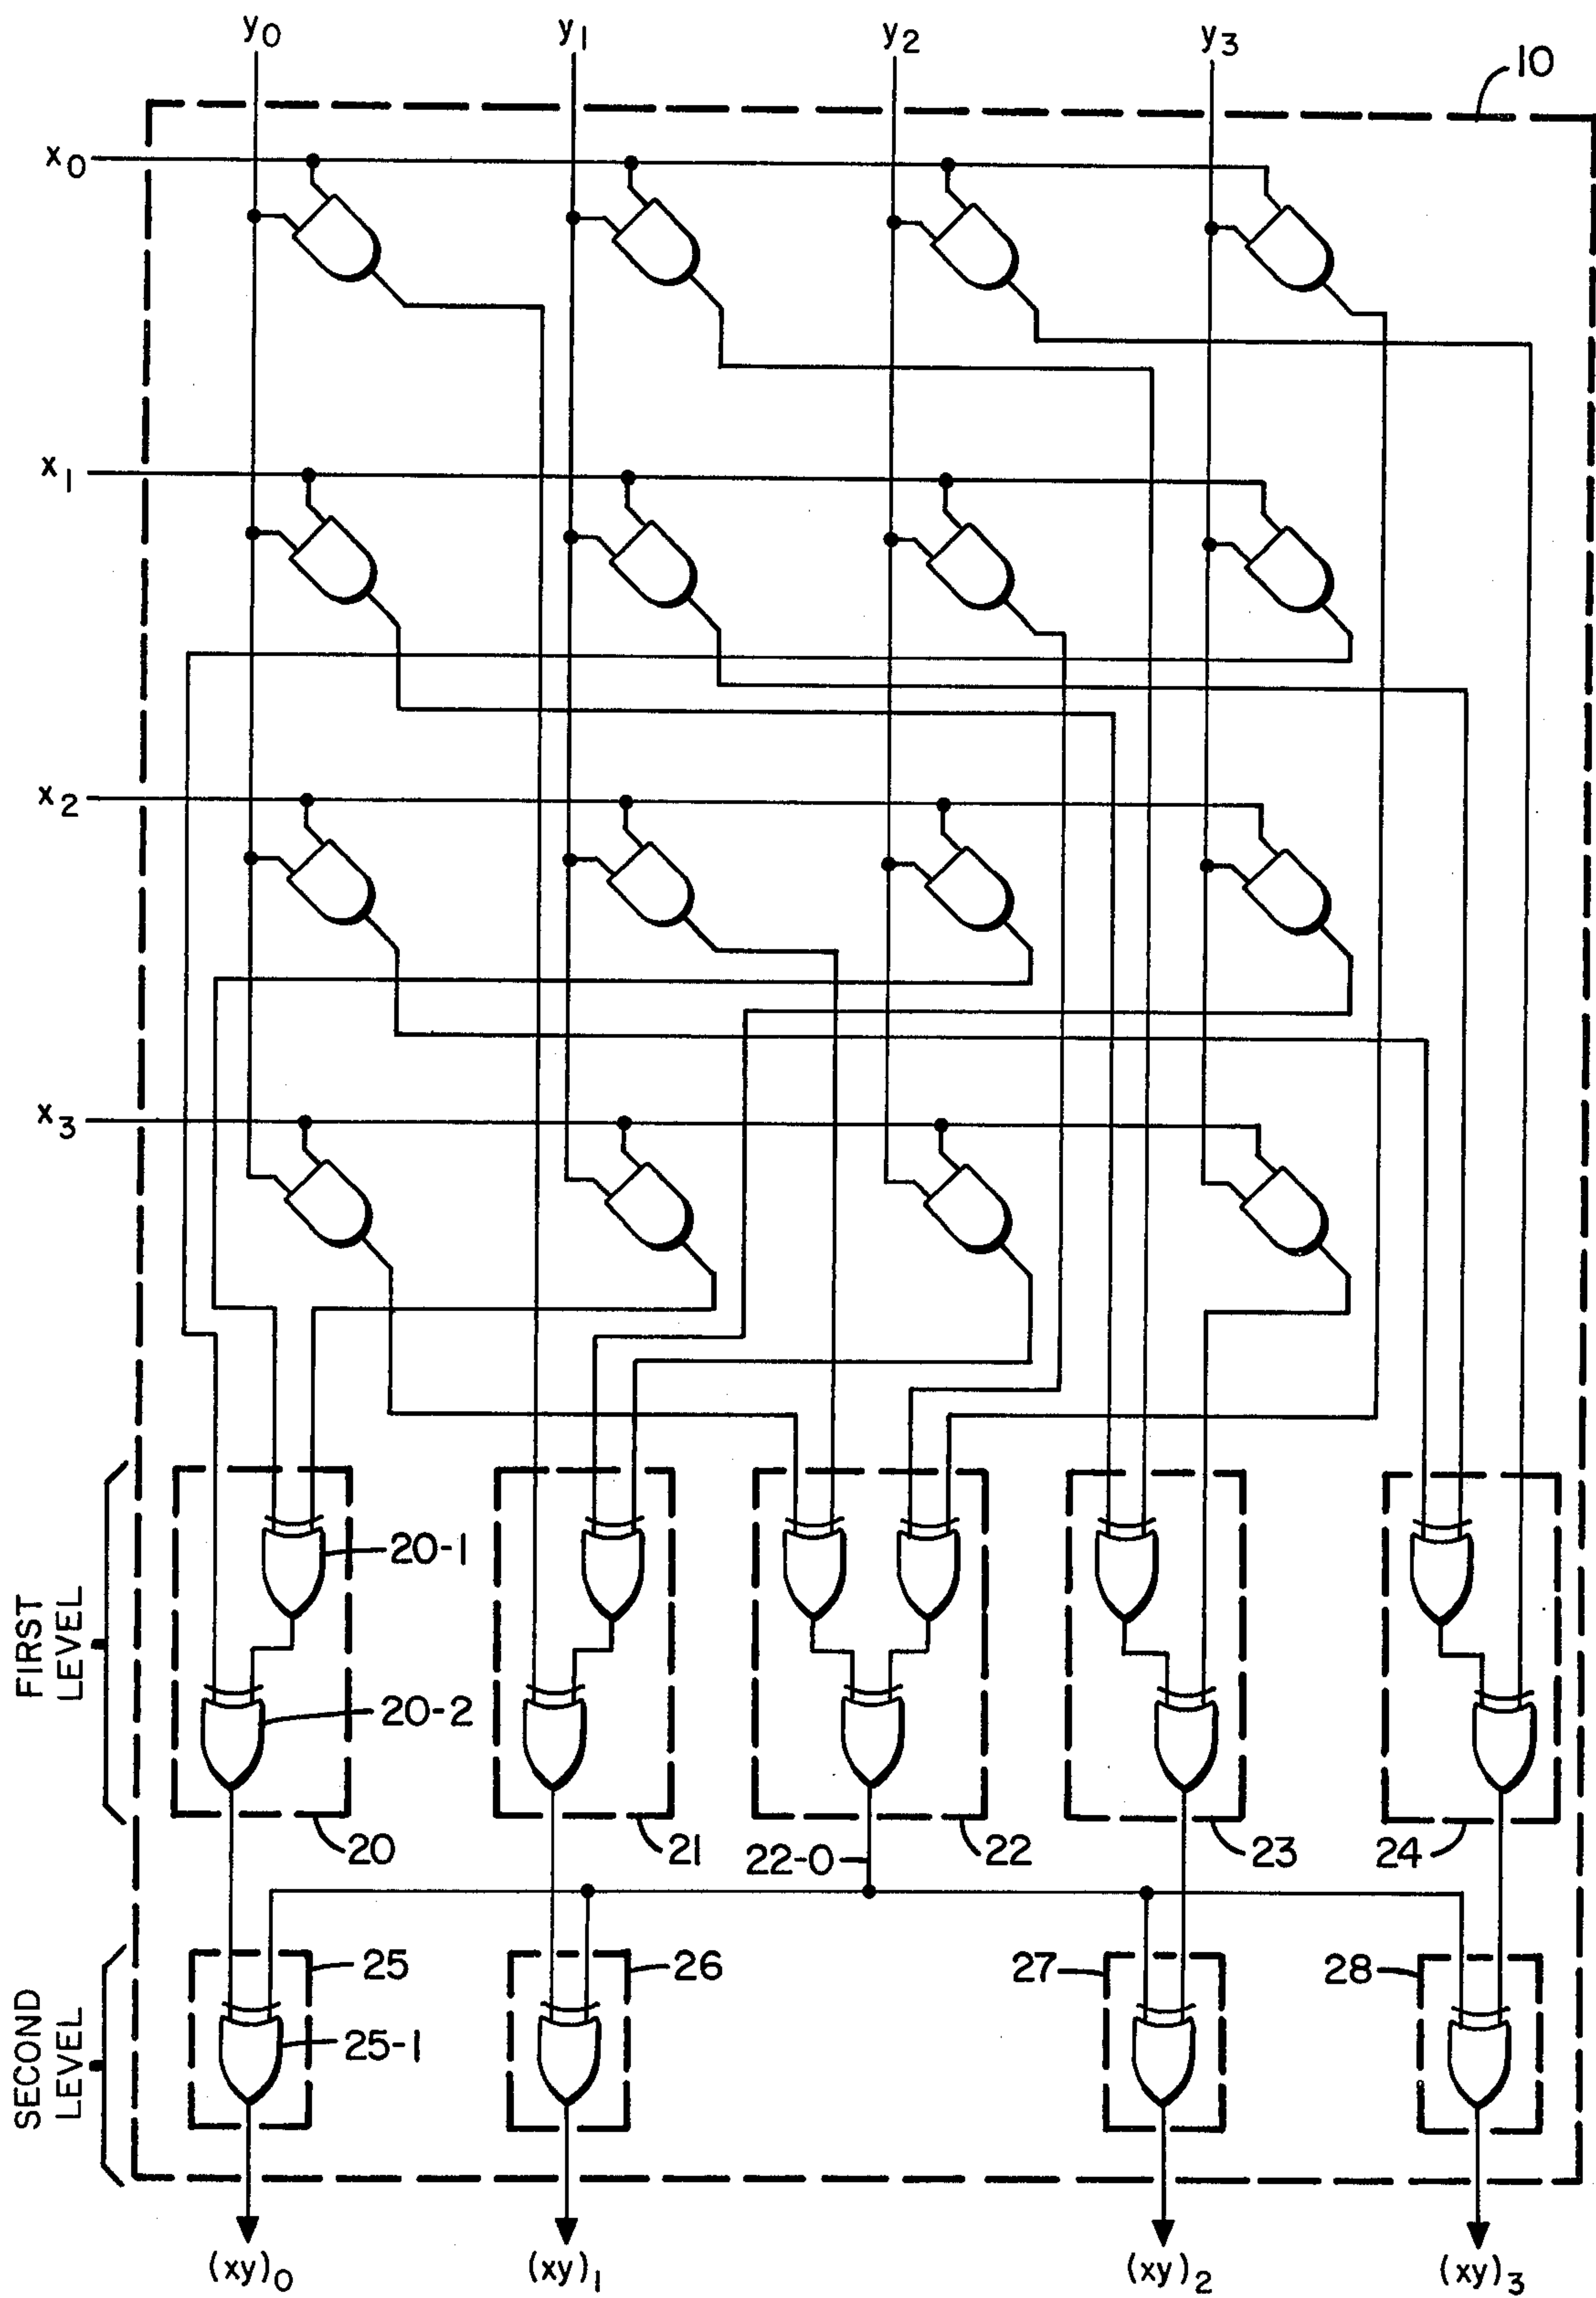 y0
y1
y2
y3
10
x0
x1
x2
x3
FIRST
LEVEL
20-1
20-2
20
21
22-0
22
23
24
SECOND
LEVEL
25
26
27
28
25-1
(xy)0
(xy)1
(xy)2
(xy)3